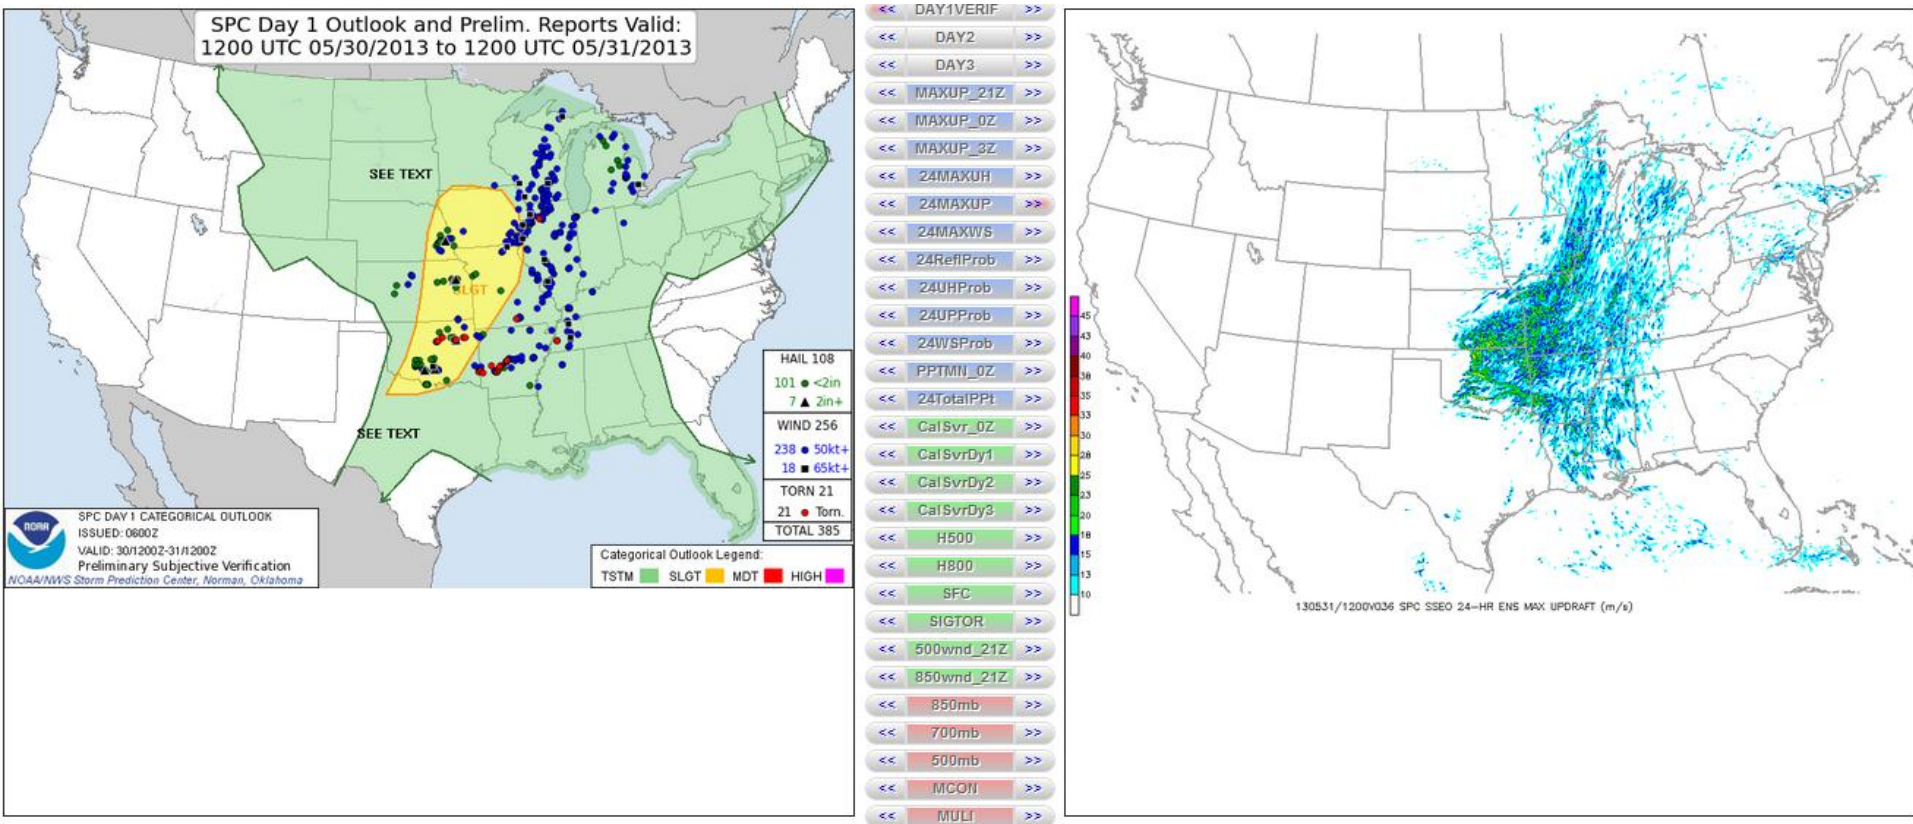 SPC Day 1 Outlook and Prelim. Reports Valid:
1200 UTC 05/30/2013 to 1200 UTC 05/31/2013
SEE TEXT
SLGT
SEE TEXT
HAIL 108
101 <2in
7 2in+
WIND 256
238 50kt+
18 65kt+
TORN 21
21 Torn.
TOTAL 385
NOAA
SPC DAY 1 CATEGORICAL OUTLOOK
ISSUED: 0600Z
VALID: 30/1200Z-31/1200Z
Preliminary Subjective Verification
NOAA/NWS Storm Prediction Center, Norman, Oklahoma
Categorical Outlook Legend:
TSTM SLGT MDT HIGH
<< DAY1VERIF >>
<< DAY2 >>
<< DAY3 >>
<< MAXUP_21Z >>
<< MAXUP_0Z >>
<< MAXUP_3Z >>
<< 24MAXUH >>
<< 24MAXUP >>
<< 24MAXWS >>
<< 24ReflProb >>
<< 24UHProb >>
<< 24UPProb >>
<< 24WSProb >>
<< PPTMN_0Z >>
<< 24TotalPPt >>
<< CalSvr_0Z >>
<< CalSvrDy1 >>
<< CalSvrDy2 >>
<< CalSvrDy3 >>
<< H500 >>
<< H800 >>
<< SFC >>
<< SIGTOR >>
<< 500wnd_21Z >>
<< 850wnd_21Z >>
<< 850mb >>
<< 700mb >>
<< 500mb >>
<< MCON >>
<< MULI >>
45
43
40
38
35
33
30
28
25
23
20
18
15
13
10
130531/1200V036 SPC SSEO 24-HR ENS MAX UPDRAFT (m/s)